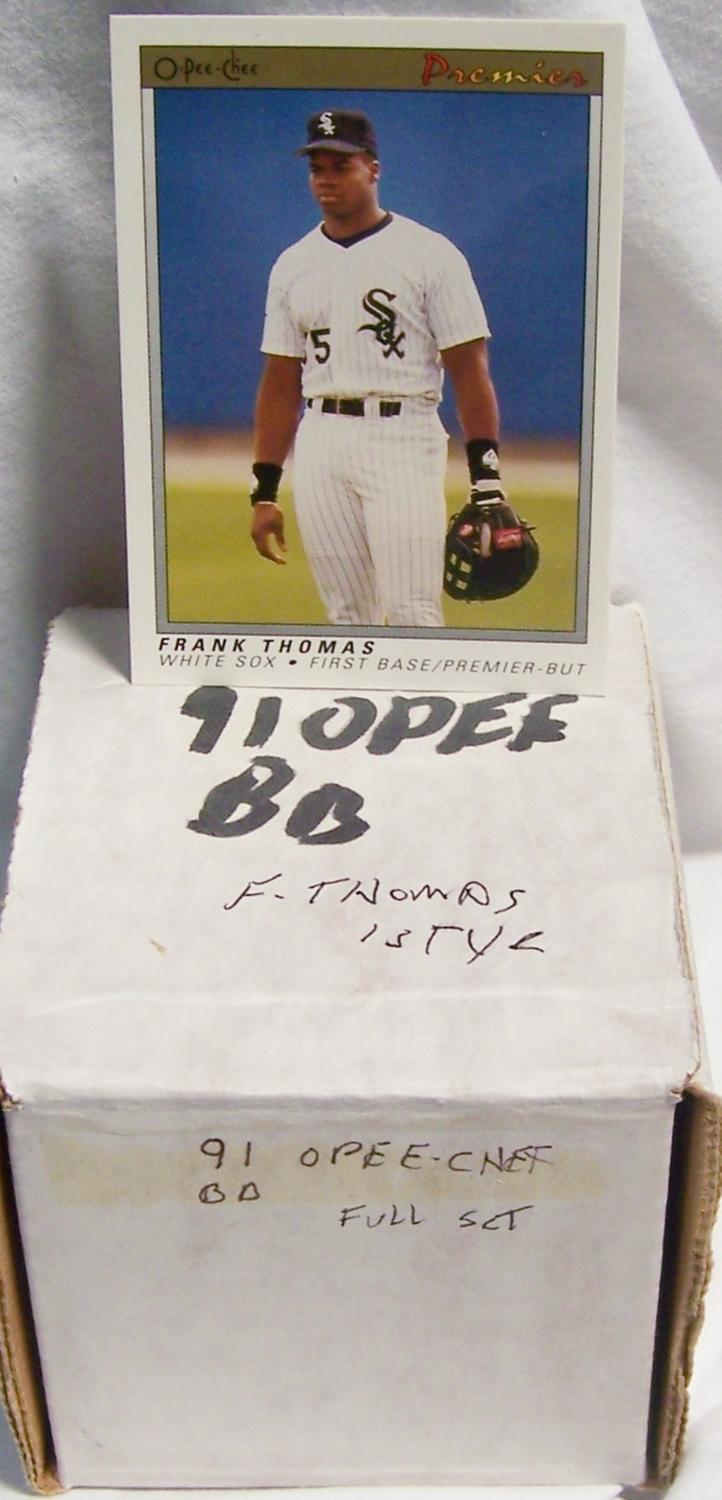 O-Pee-Chee Premier
Sox
5 Sox
FRANK THOMAS
WHITE SOX • FIRST BASE/PREMIER-BUT
91 OPEE
BB
F. THOMAS
1ST YR
91 OPEE-CHEE
BB
FULL SET